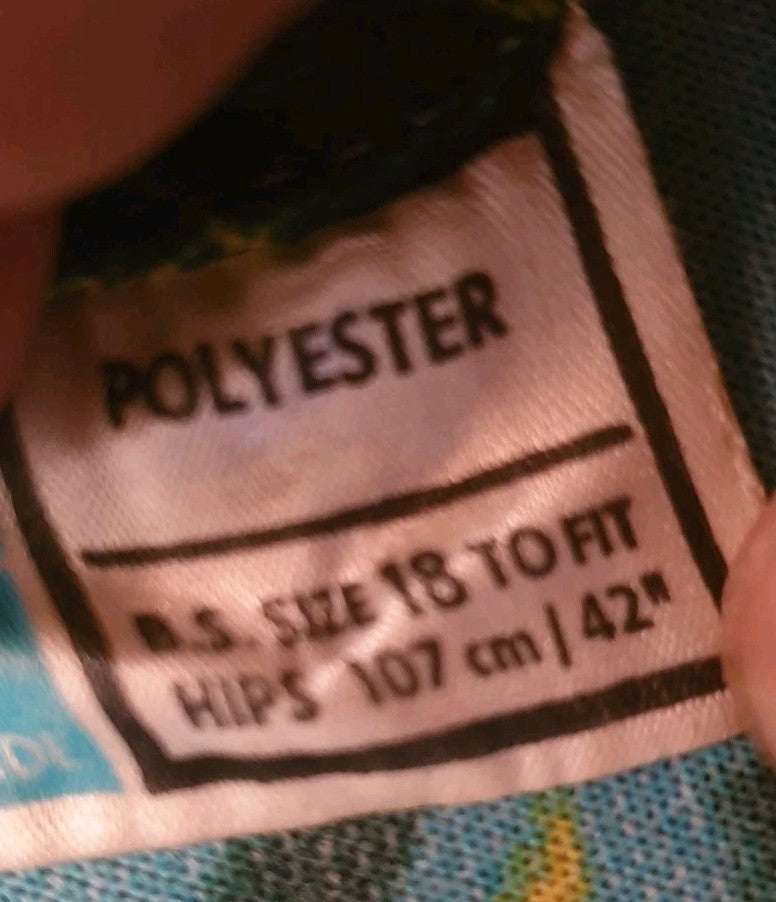 POLYESTER
B.S. SIZE 18 TO FIT
HIPS 107 cm | 42"